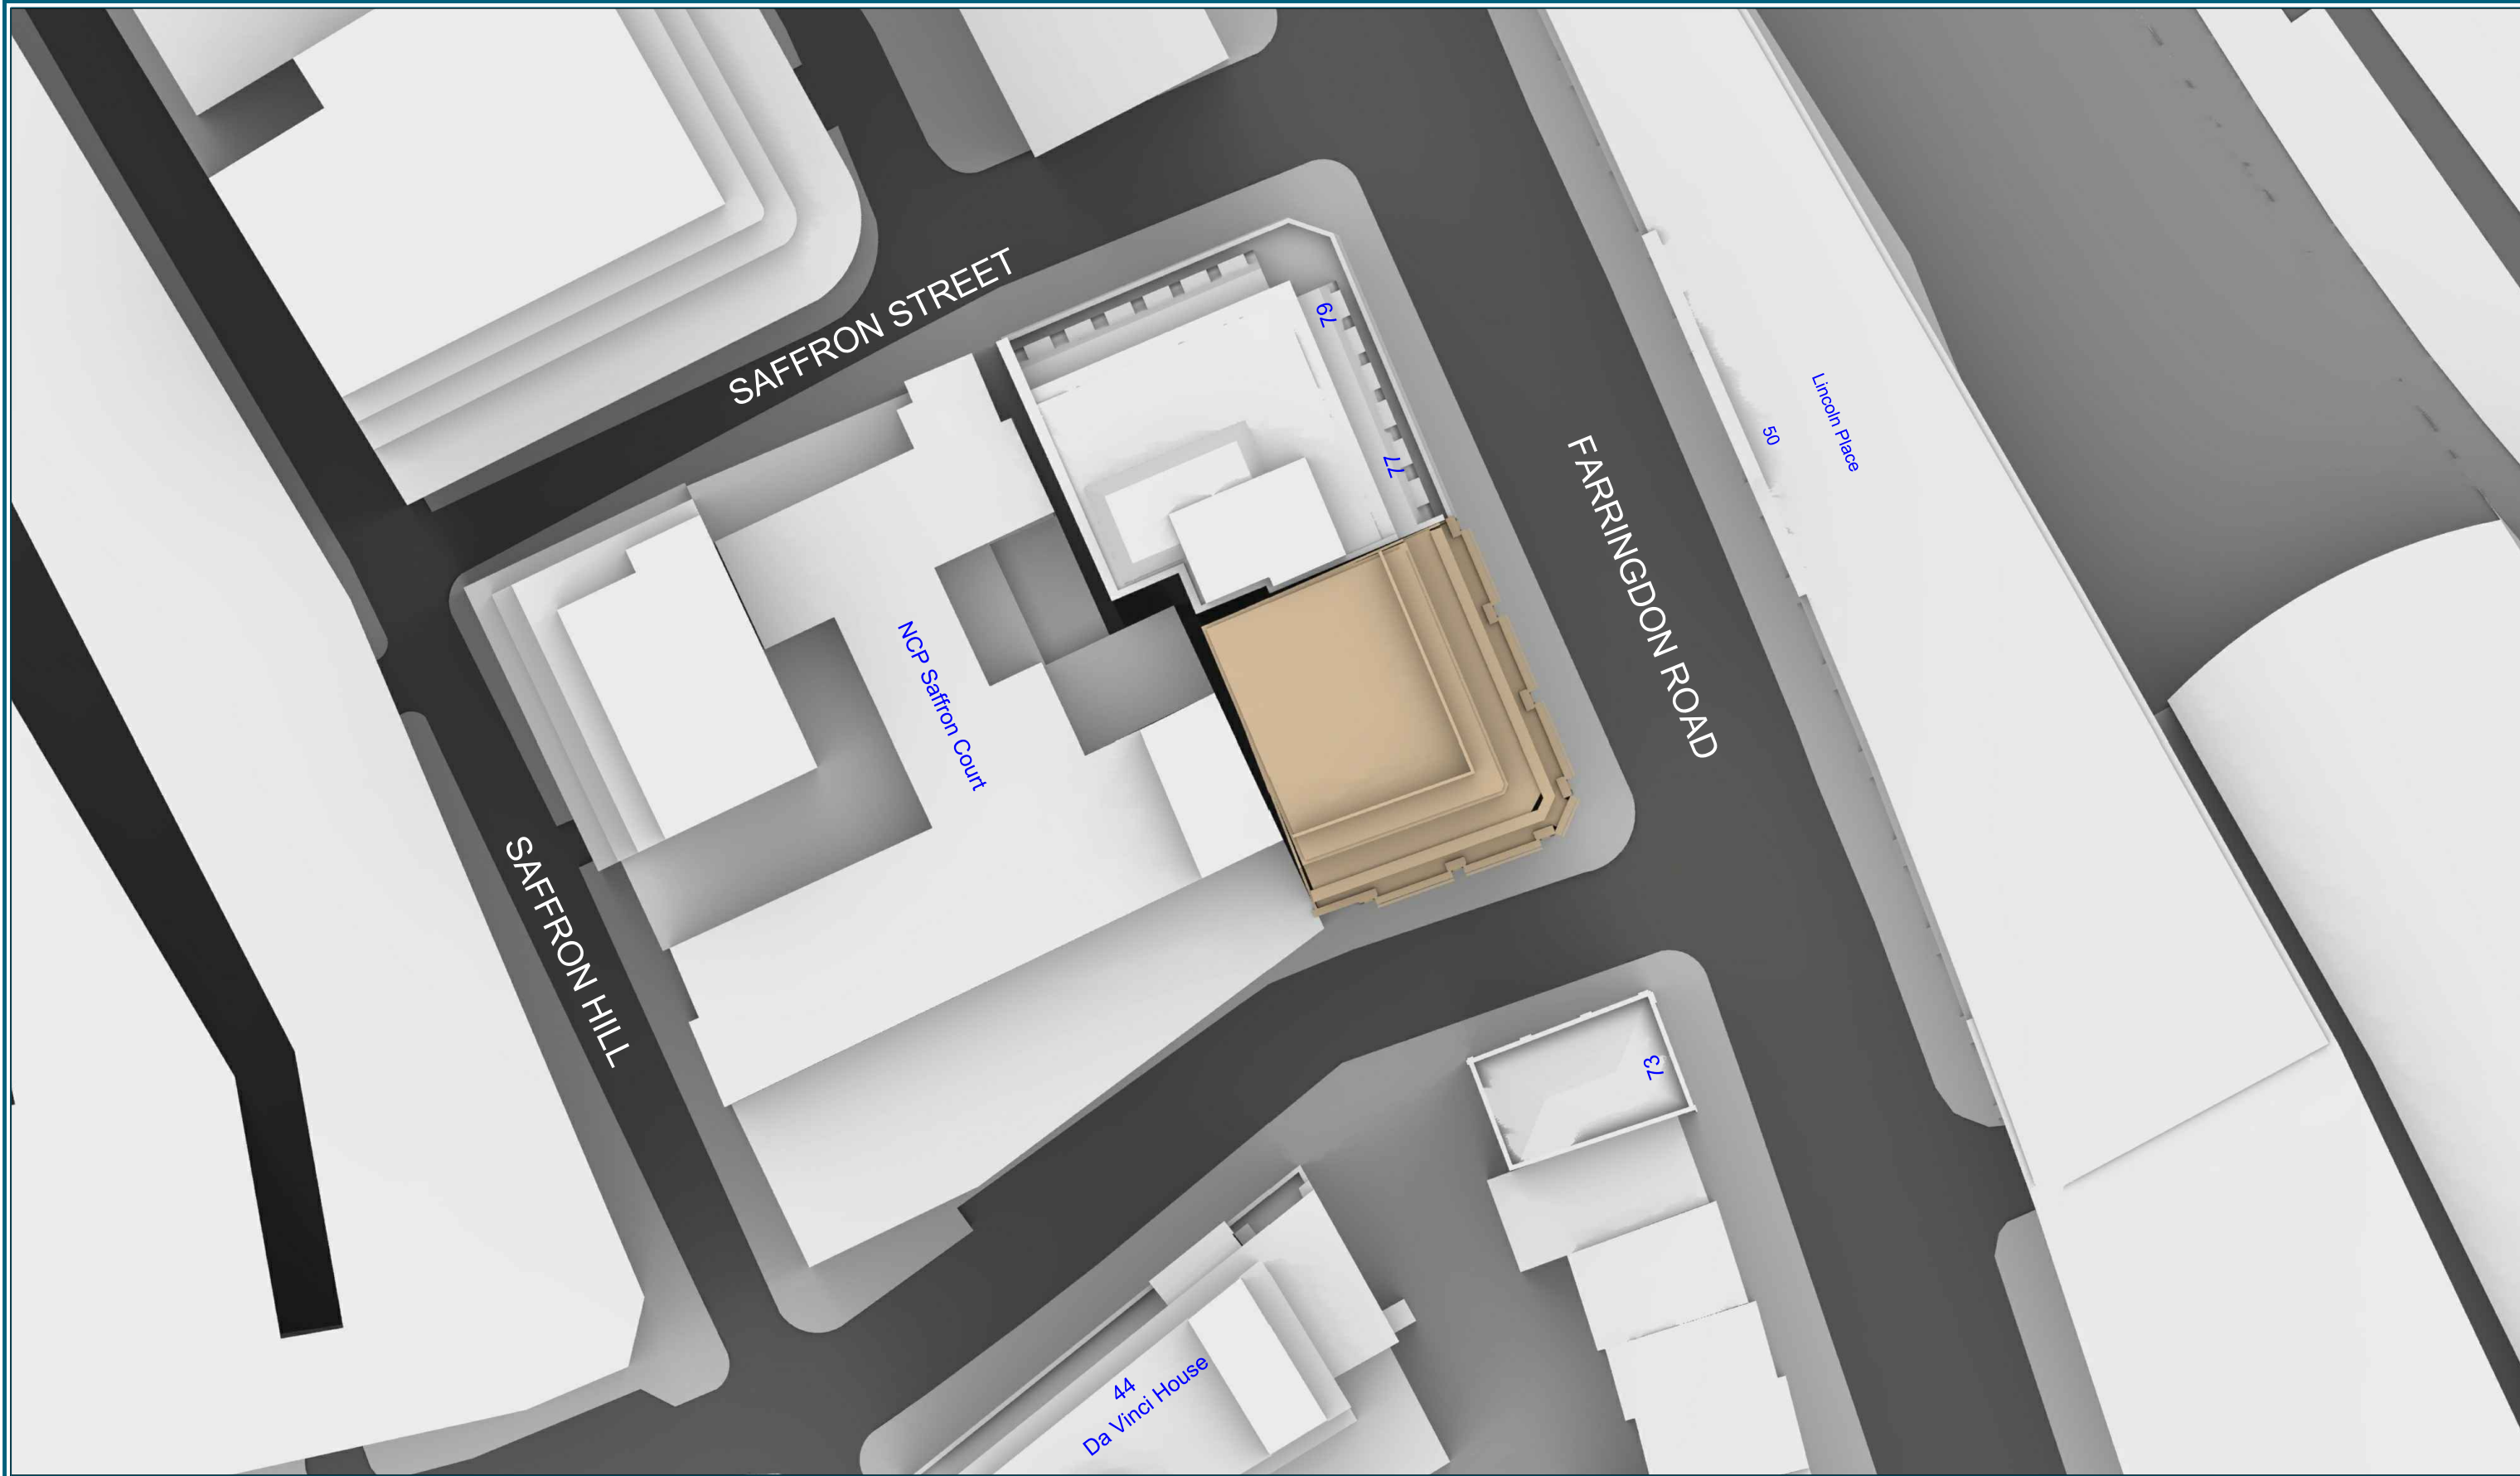 SAFFRON STREET
79
77
FARRINGDON ROAD
50
Lincoln Place
NCP Saffron Court
SAFFRON HILL
73
44
Da Vinci House